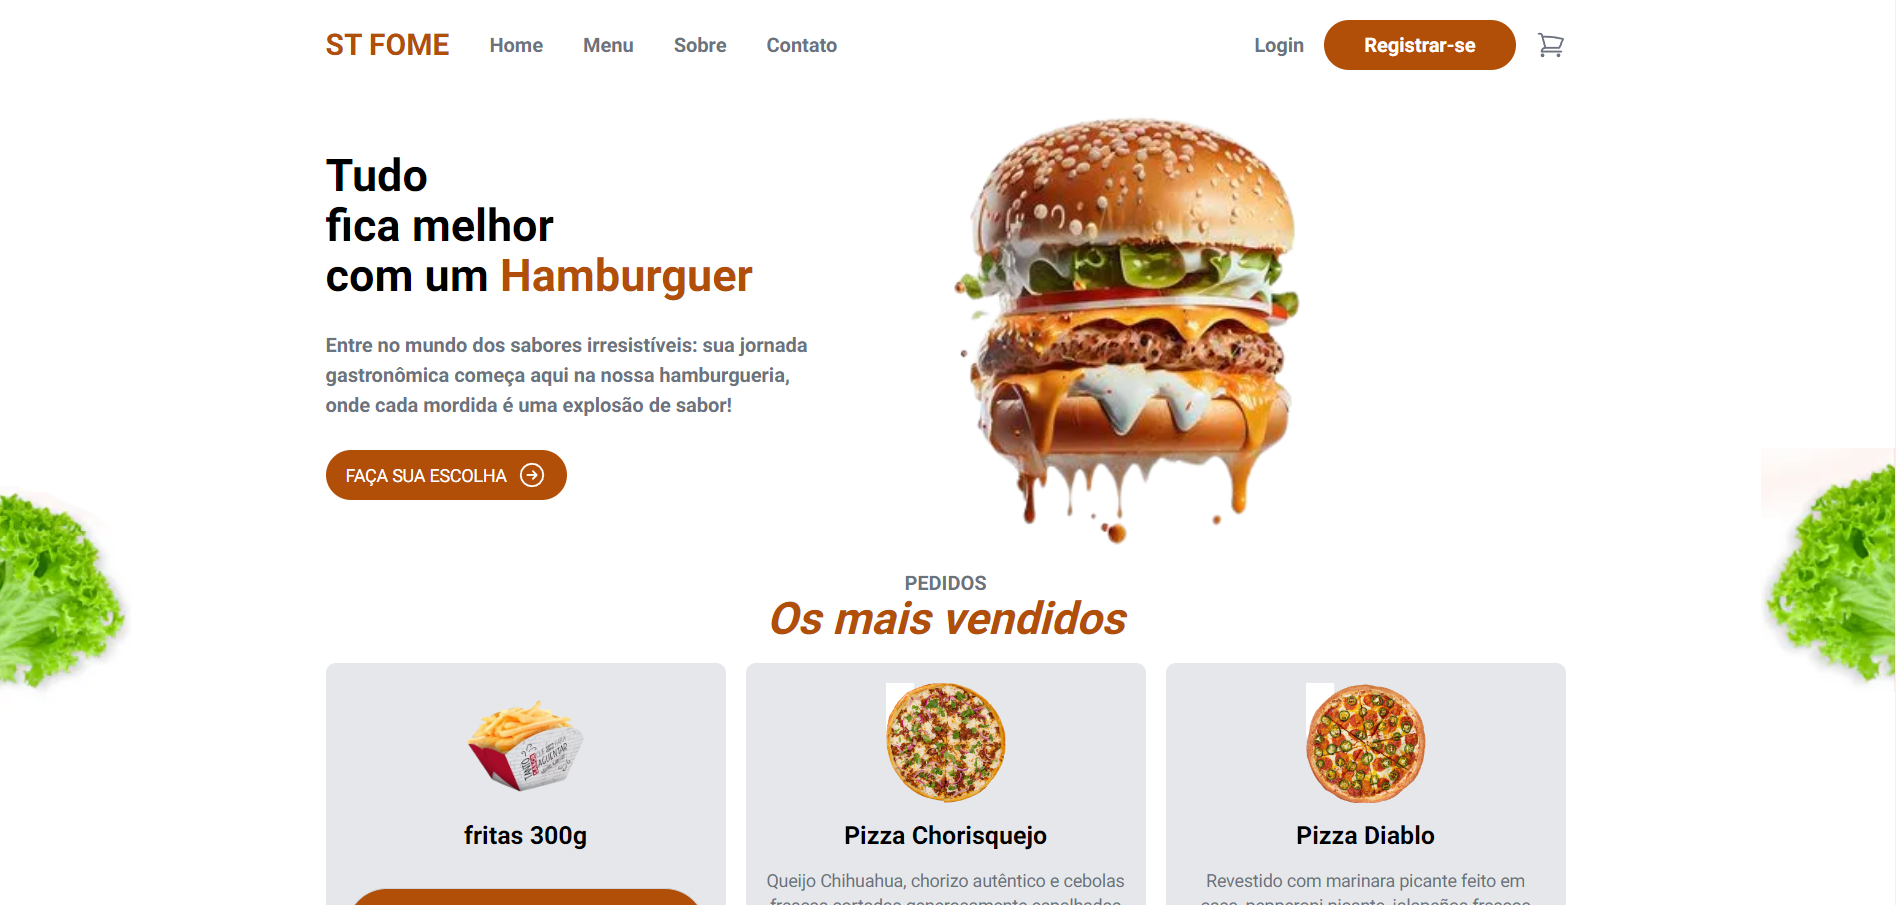 ST FOME Home Menu Sobre Contato Login Registrar-se
Tudo
fica melhor
com um Hamburguer
Entre no mundo dos sabores irresistíveis: sua jornada
gastronômica começa aqui na nossa hamburgueria,
onde cada mordida é uma explosão de sabor!
FAÇA SUA ESCOLHA
PEDIDOS
Os mais vendidos
fritas 300g
Pizza Chorisquejo
Queijo Chihuahua, chorizo autêntico e cebolas
Pizza Diablo
Revestido com marinara picante feito em